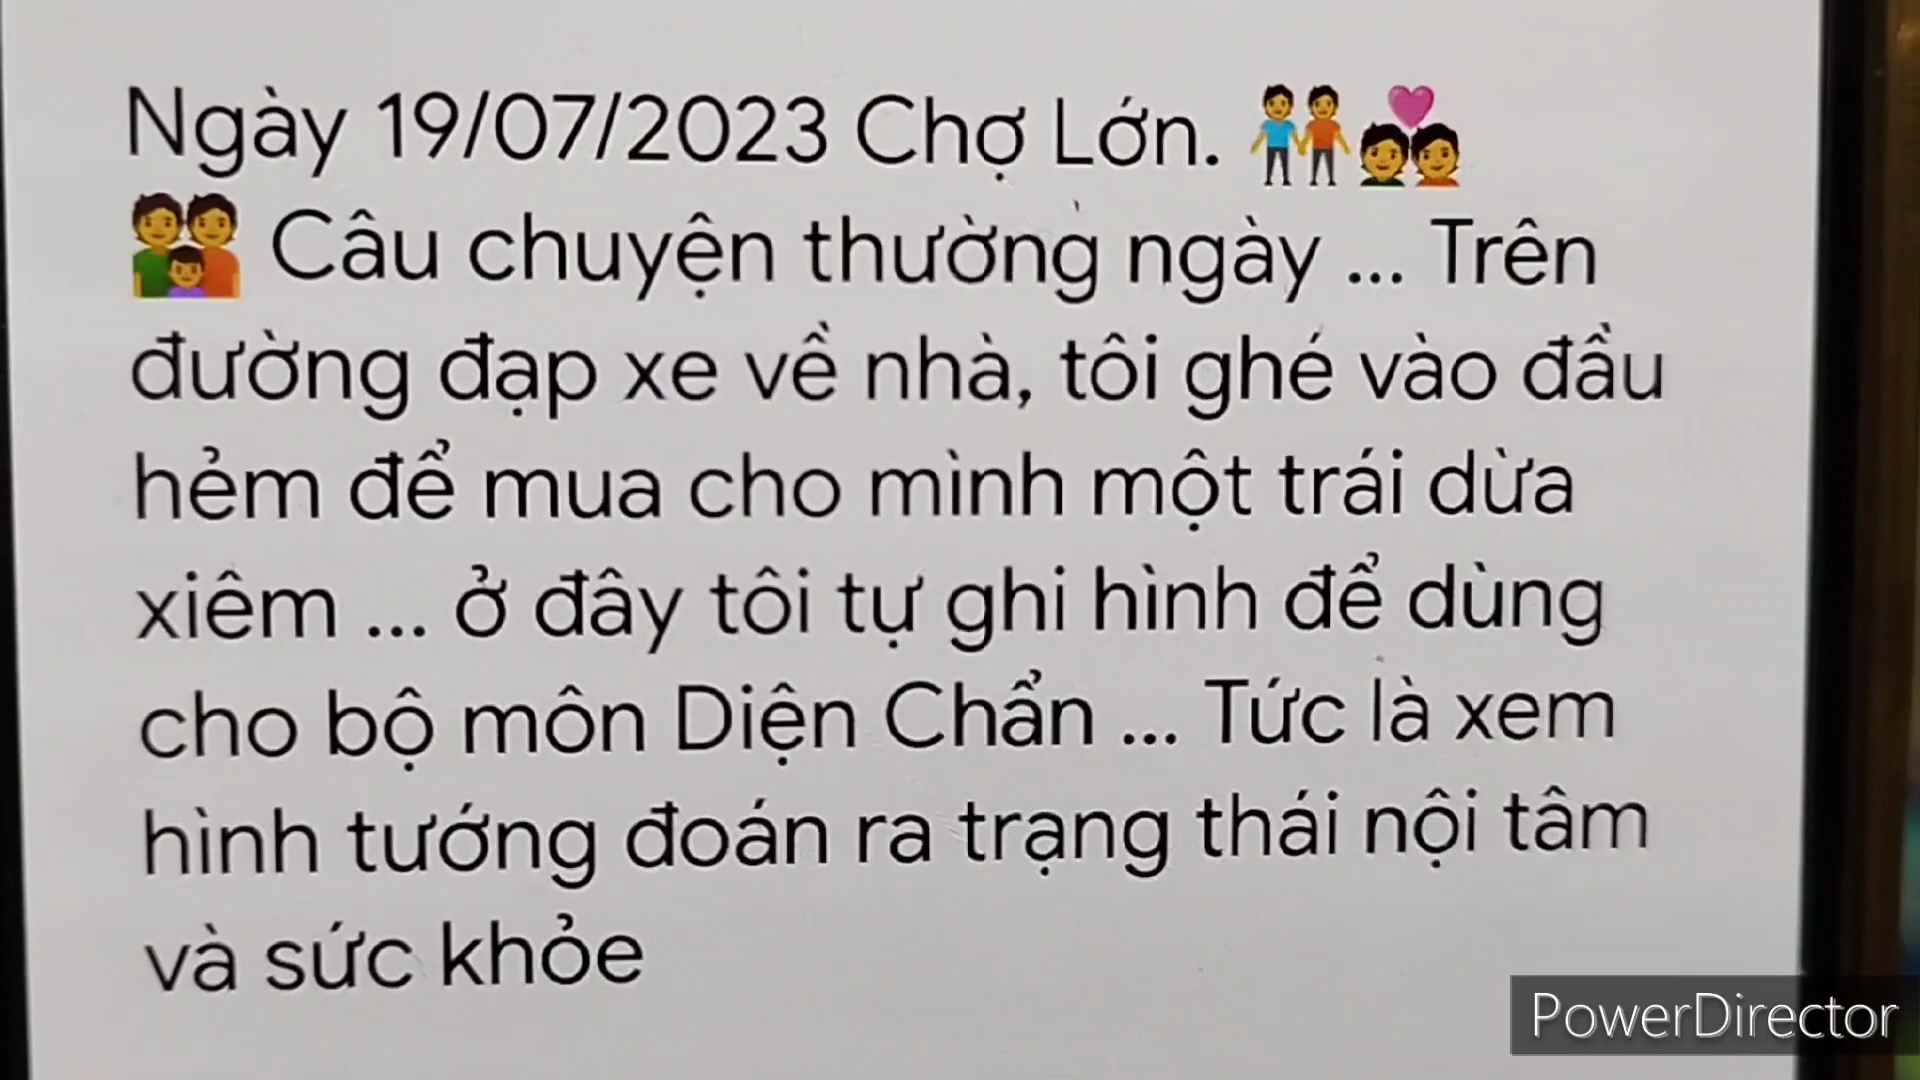 Ngày 19/07/2023 Chợ Lớn. 🧑‍🤝‍🧑💑
👪 Câu chuyện thường ngày ... Trên
đường đạp xe về nhà, tôi ghé vào đầu
hẻm để mua cho mình một trái dừa
xiêm ... ở đây tôi tự ghi hình để dùng
cho bộ môn Diện Chẩn ... Tức là xem
hình tướng đoán ra trạng thái nội tâm
và sức khỏe
PowerDirector